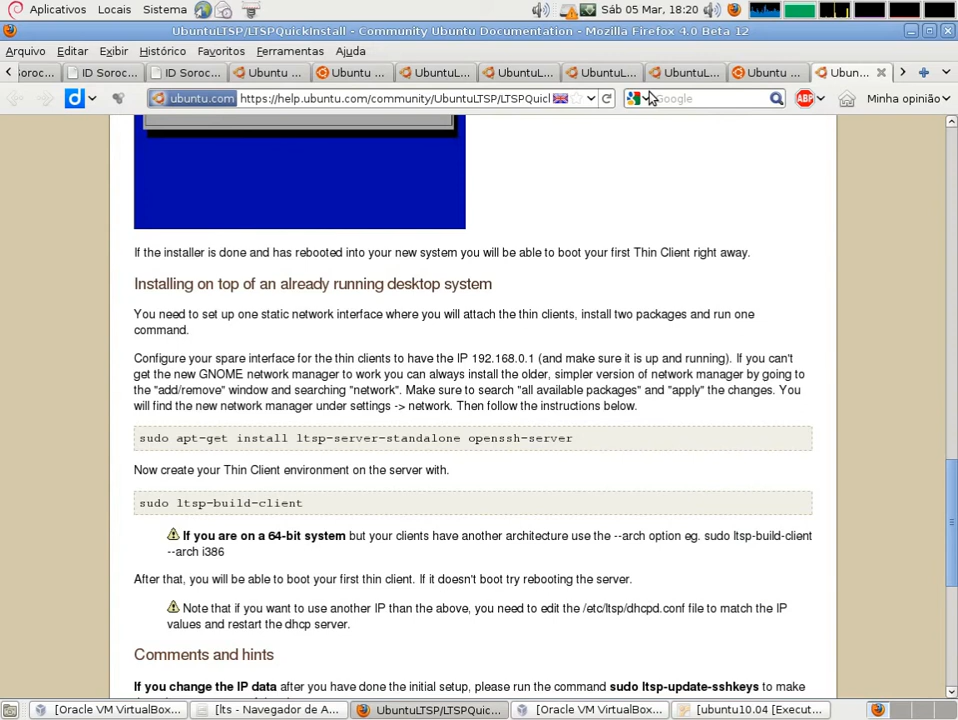 Aplicativos Locais Sistema Sáb 05 Mar, 18:20
UbuntuLTSP/LTSPQuickInstall - Community Ubuntu Documentation - Mozilla Firefox 4.0 Beta 12
Arquivo Editar Exibir Histórico Favoritos Ferramentas Ajuda
soroc... ID Soroc... ID Soroc... Ubuntu ... Ubuntu ... UbuntuL... UbuntuL... UbuntuL... UbuntuL... Ubuntu ... Ubun...
d ubuntu.com https://help.ubuntu.com/community/UbuntuLTSP/LTSPQuicl Google ABP Minha opinião
If the installer is done and has rebooted into your new system you will be able to boot your first Thin Client right away.
Installing on top of an already running desktop system
You need to set up one static network interface where you will attach the thin clients, install two packages and run one
command.
Configure your spare interface for the thin clients to have the IP 192.168.0.1 (and make sure it is up and running). If you can't
get the new GNOME network manager to work you can always install the older, simpler version of network manager by going to
the "add/remove" window and searching "network". Make sure to search "all available packages" and "apply" the changes. You
will find the new network manager under settings -> network. Then follow the instructions below.
sudo apt-get install ltsp-server-standalone openssh-server
Now create your Thin Client environment on the server with.
sudo ltsp-build-client
If you are on a 64-bit system but your clients have another architecture use the --arch option eg. sudo ltsp-build-client
--arch i386
After that, you will be able to boot your first thin client. If it doesn't boot try rebooting the server.
Note that if you want to use another IP than the above, you need to edit the /etc/ltsp/dhcpd.conf file to match the IP
values and restart the dhcp server.
Comments and hints
If you change the IP data after you have done the initial setup, please run the command sudo ltsp-update-sshkeys to make
[Oracle VM VirtualBox... [lts - Navegador de A... UbuntuLTSP/LTSPQuic... [Oracle VM VirtualBox... [ubuntu10.04 [Execut...